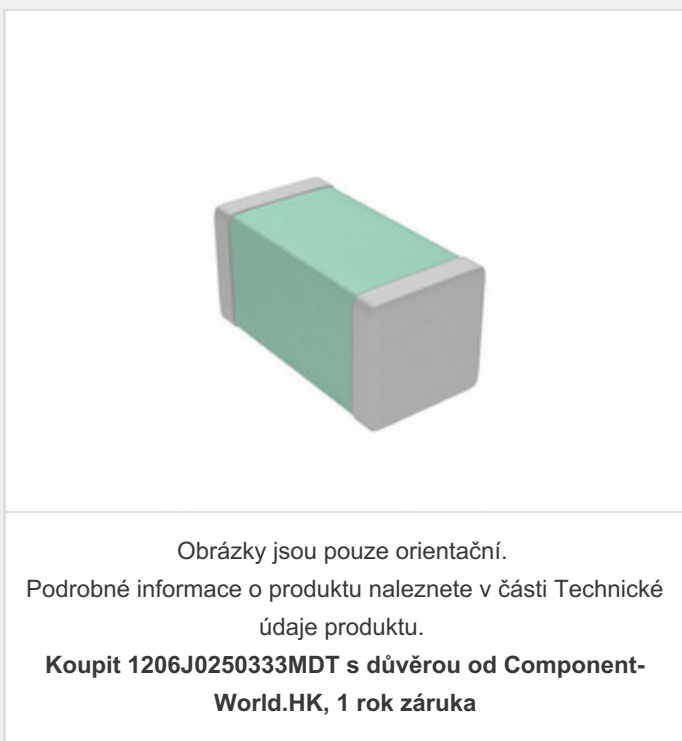 Obrázky jsou pouze orientační.
Podrobné informace o produktu naleznete v části Technické
údaje produktu.
Koupit 1206J0250333MDT s důvěrou od Component-
World.HK, 1 rok záruka